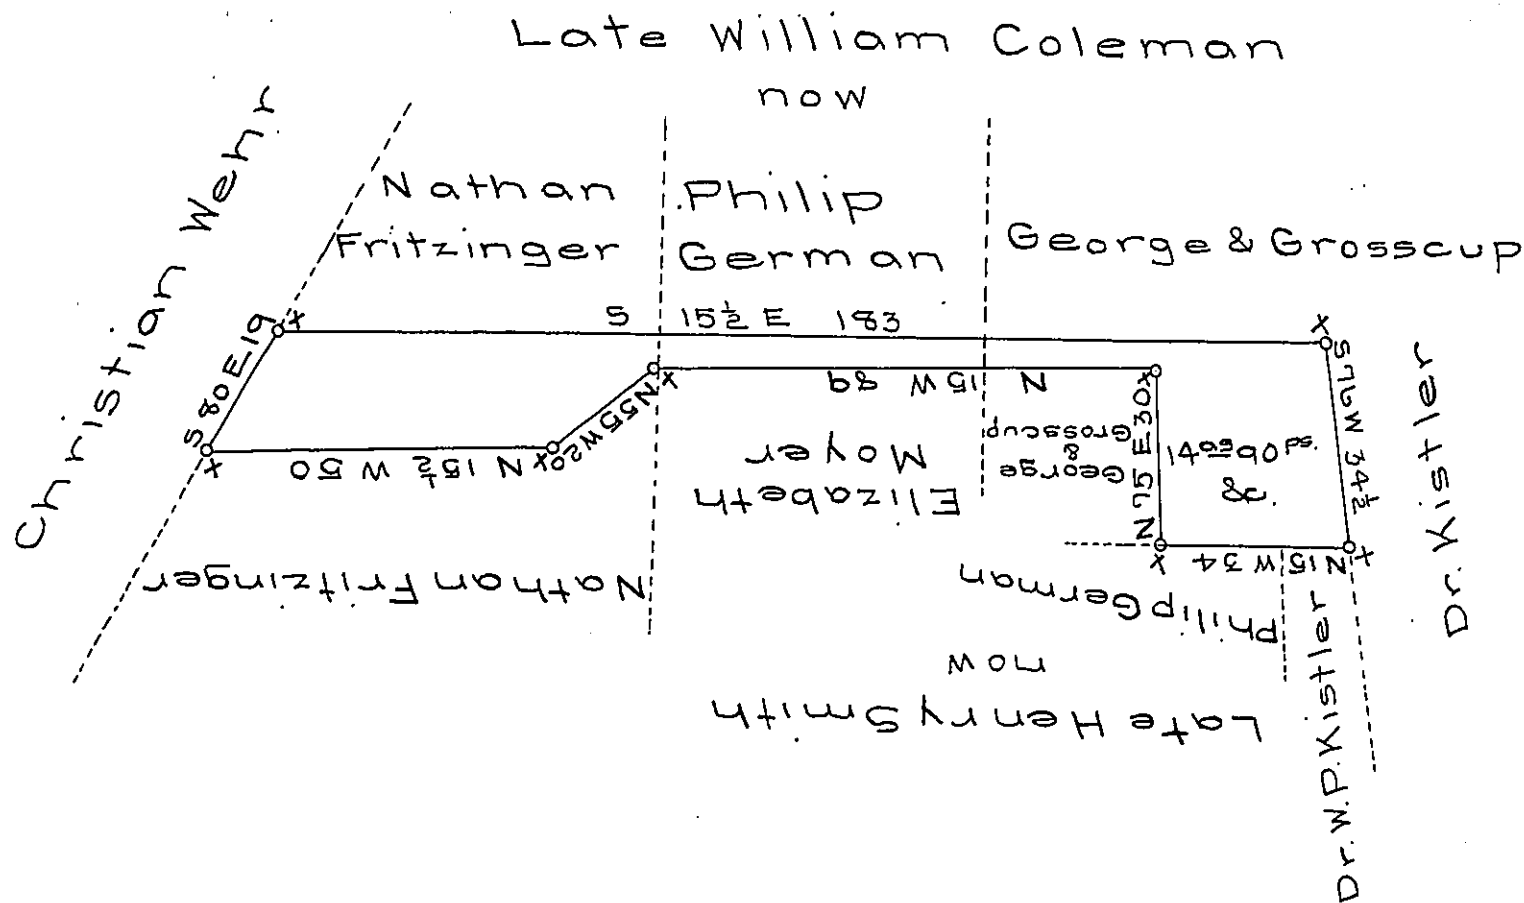 Late William Coleman
now
Christian Wehr
Nathan
Fritzinger
Philip
German
George & Grosscup
S 15½ E 183
S 80 E 19
N 15½ W 50
N 55 W 20
N 15 W 89
N 75 E 30
N 15 W 34
S 76 W 34½
14 as 90 ps.
&c.
George
&
Grosscup
Elizabeth
Moyer
Nathan Fritzinger
Philip German
Late Henry Smith
now
Dr. W. P. Kistler
Dr. Kistler